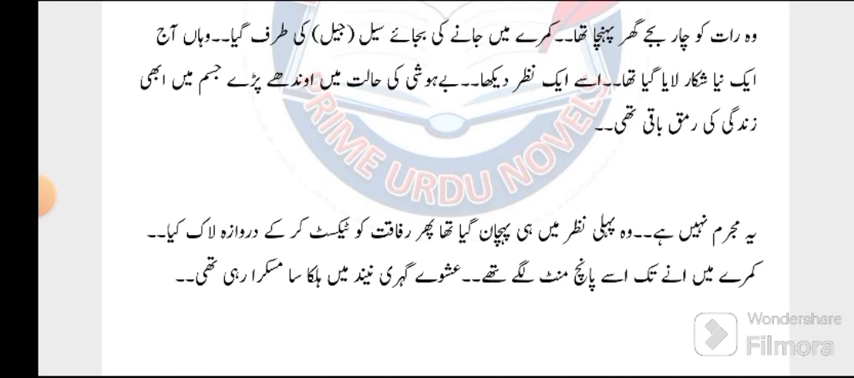 وہ رات کو چار بجے گھر پہنچا تھا۔۔کمرے میں جانے کی بجائے سیل (جیل) کی طرف گیا۔۔وہاں آج
ایک نیا شکار لایا گیا تھا۔۔اسے ایک نظر دیکھا۔۔بے ہوشی کی حالت میں اوندھے پڑے جسم میں ابھی
زندگی کی رمق باقی تھی۔۔
PRIME URDU NOVELS
یہ مجرم نہیں ہے۔۔وہ پہلی نظر میں ہی پہچان گیا تھا پھر رفاقت کو ٹیکسٹ کر کے دروازہ لاک کیا۔۔
کمرے میں انے تک اسے پانچ منٹ لگے تھے۔۔عشوے گہری نیند میں ہلکا سا مسکرا رہی تھی۔۔
Wondershare
Filmora